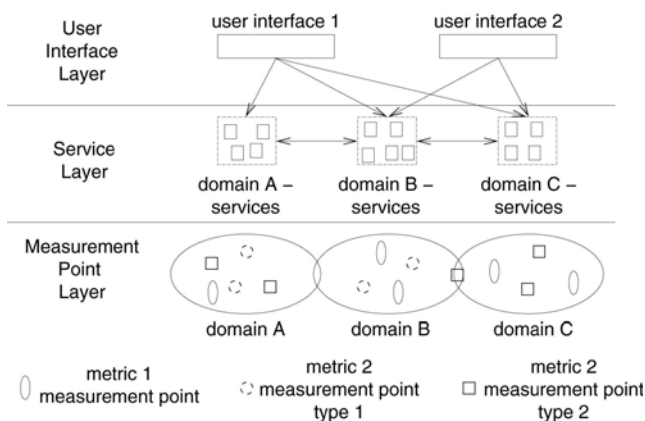 User
Interface
Layer
user interface 1
user interface 2
Service
Layer
domain A –
services
domain B –
services
domain C –
services
Measurement
Point
Layer
domain A
domain B
domain C
metric 1
measurement point
metric 2
measurement point
type 1
metric 2
measurement point
type 2